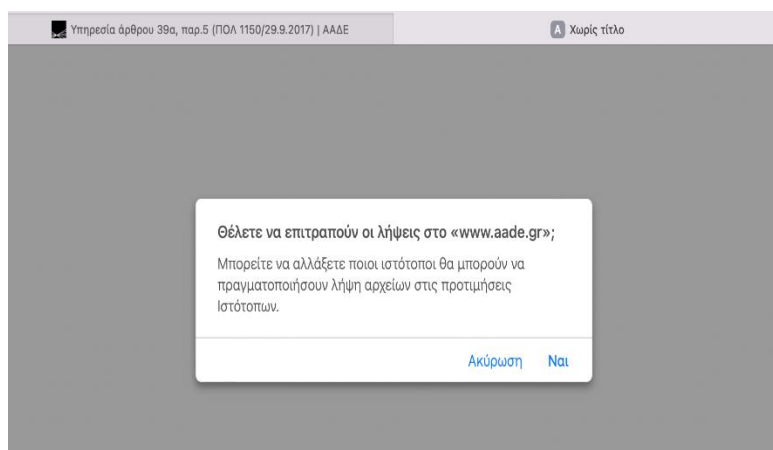 Υπηρεσία άρθρου 39α, παρ.5 (ΠΟΛ 1150/29.9.2017) | ΑΑΔΕ
A Χωρίς τίτλο
Θέλετε να επιτραπούν οι λήψεις στο «www.aade.gr»;
Μπορείτε να αλλάξετε ποιοι ιστότοποι θα μπορούν να
πραγματοποιήσουν λήψη αρχείων στις προτιμήσεις
Ιστότοπων.
Ακύρωση Ναι